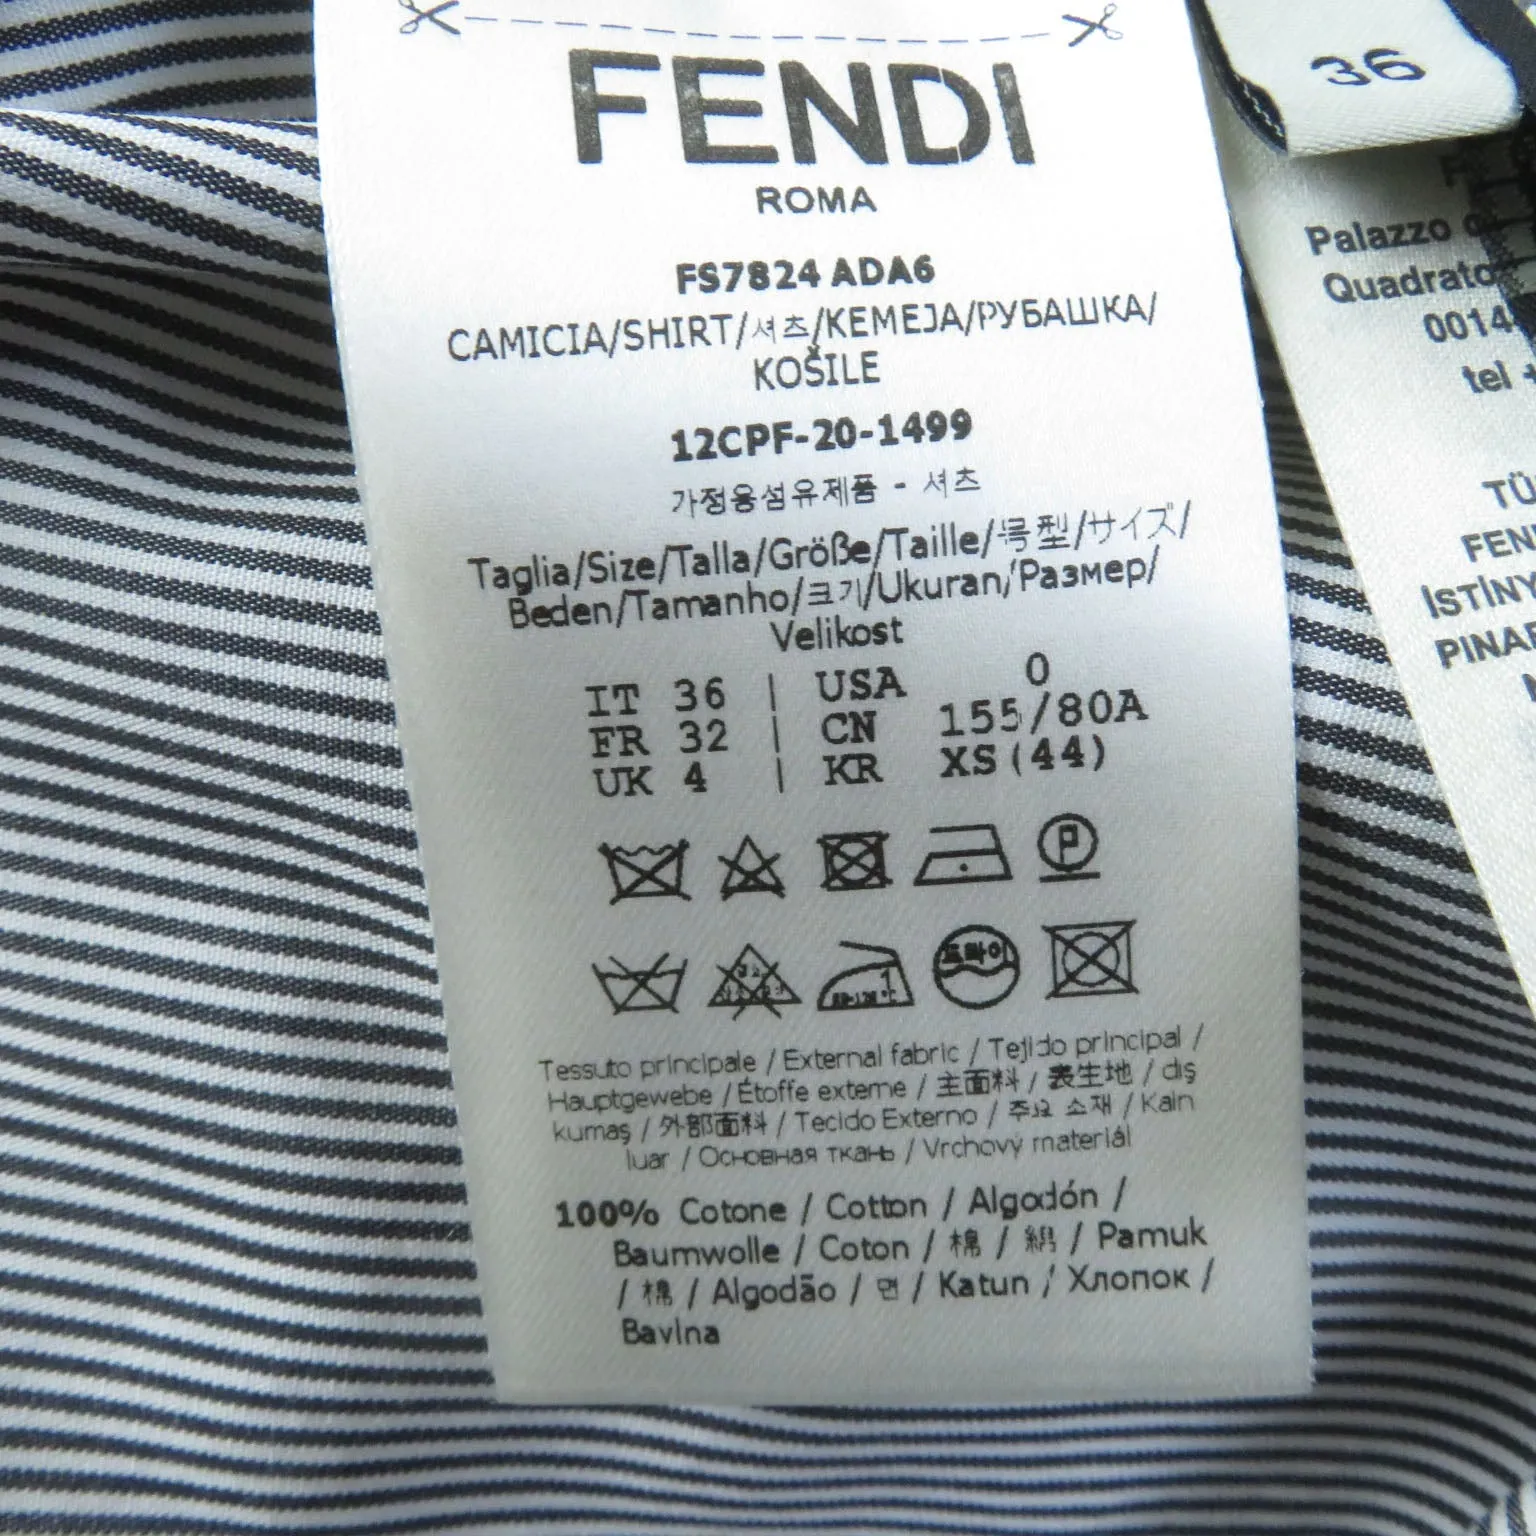 FENDI
ROMA
FS7824 ADA6
CAMICIA/SHIRT/셔츠/KEMEJA/РУБАШКА/
KOŠILE
12CPF-20-1499
가정용섬유제품 - 셔츠
Taglia/Size/Talla/Größe/Taille/号型/サイズ/
Beden/Tamanho/크기/Ukuran/Размер/
Velikost
IT 36 | USA 0
FR 32 | CN 155/80A
UK 4 | KR XS(44)
P
드라이
Tessuto principale / External fabric / Tejido principal /
Hauptgewebe / Étoffe externe / 主面料 / 表生地 / dış
kumaş / 外部面料 / Tecido Externo / 주요 소재 / Kain
luar / Основная ткань / Vrchový materiál
100% Cotone / Cotton / Algodón /
Baumwolle / Coton / 棉 / 綿 / Pamuk
/ 棉 / Algodão / 면 / Katun / Хлопок /
Bavlna
36
Palazzo
Quadrato
0014
tel +
TÜ
FEN
İSTİNY
PINAR